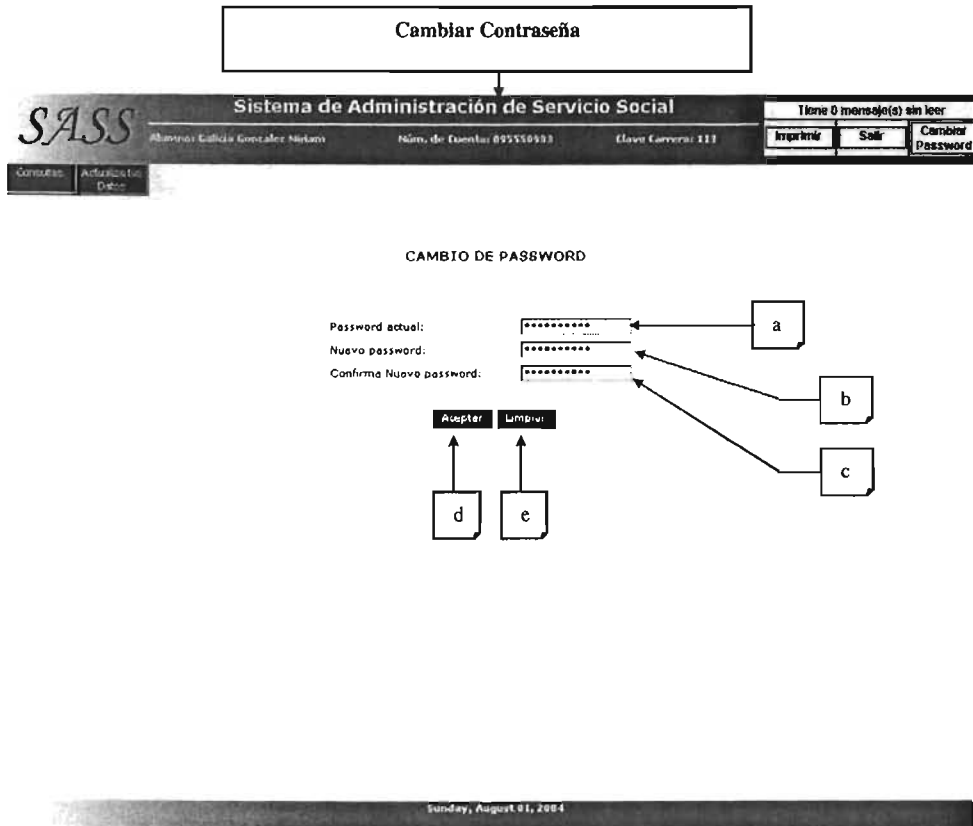 Cambiar Contraseña
SASS
Sistema de Administración de Servicio Social
Alumno: Galicia Gonzalez Miriam Núm. de Cuenta: Clave Carrera: 111
Tiene 0 mensaje(s) sin leer
Imprimir Salir Cambiar Password
Consultas Actualiza tus Datos
CAMBIO DE PASSWORD
Password actual: ••••••••••
a
Nuevo password: ••••••••••
Confirma Nuevo password: ••••••••••
b
Aceptar Limpiar
c
d e
Sunday, August 01, 2004